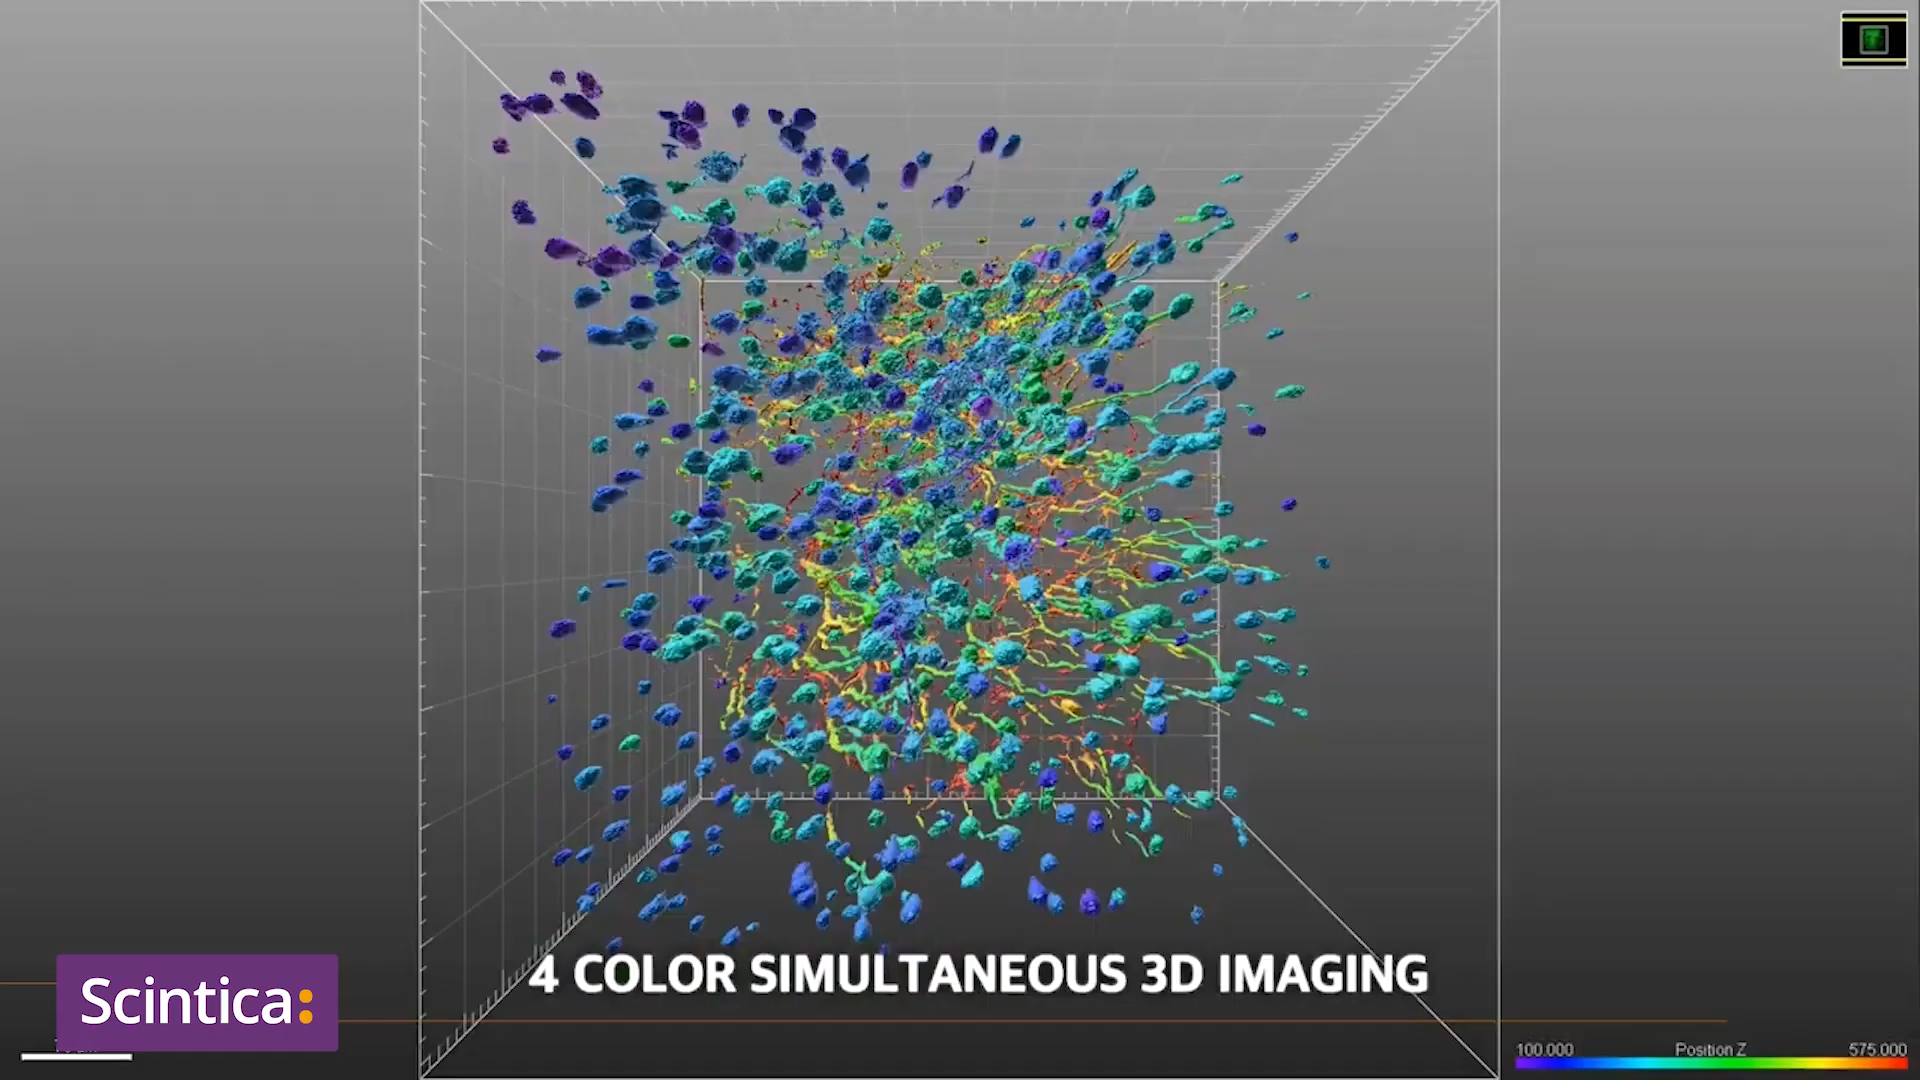 4 COLOR SIMULTANEOUS 3D IMAGING
Scintica:
100.000 Position Z 575.000